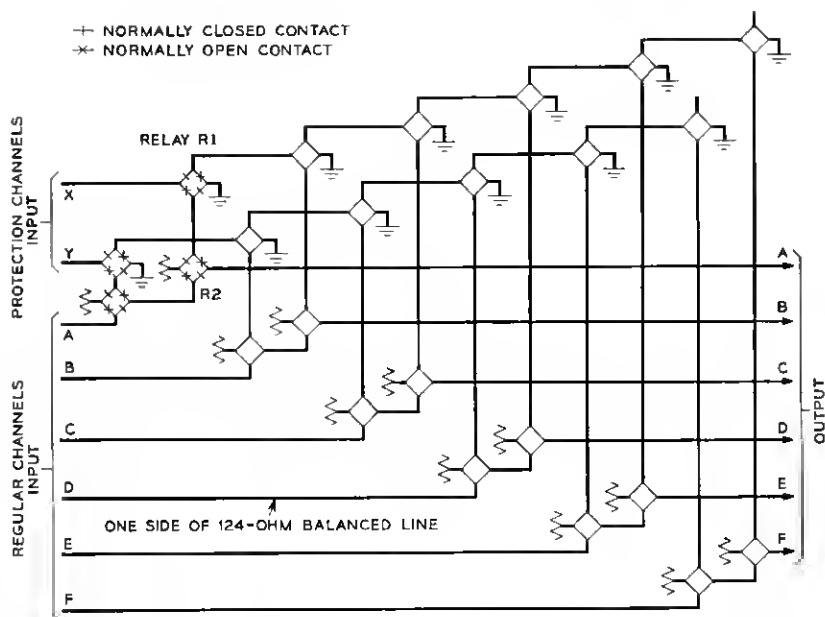 NORMALLY CLOSED CONTACT
NORMALLY OPEN CONTACT
RELAY R1
PROTECTION CHANNELS
INPUT
X
Y
R2
A
B
C
D
E
F
REGULAR CHANNELS
INPUT
ONE SIDE OF 124-OHM BALANCED LINE
A
B
C
D
E
F
OUTPUT